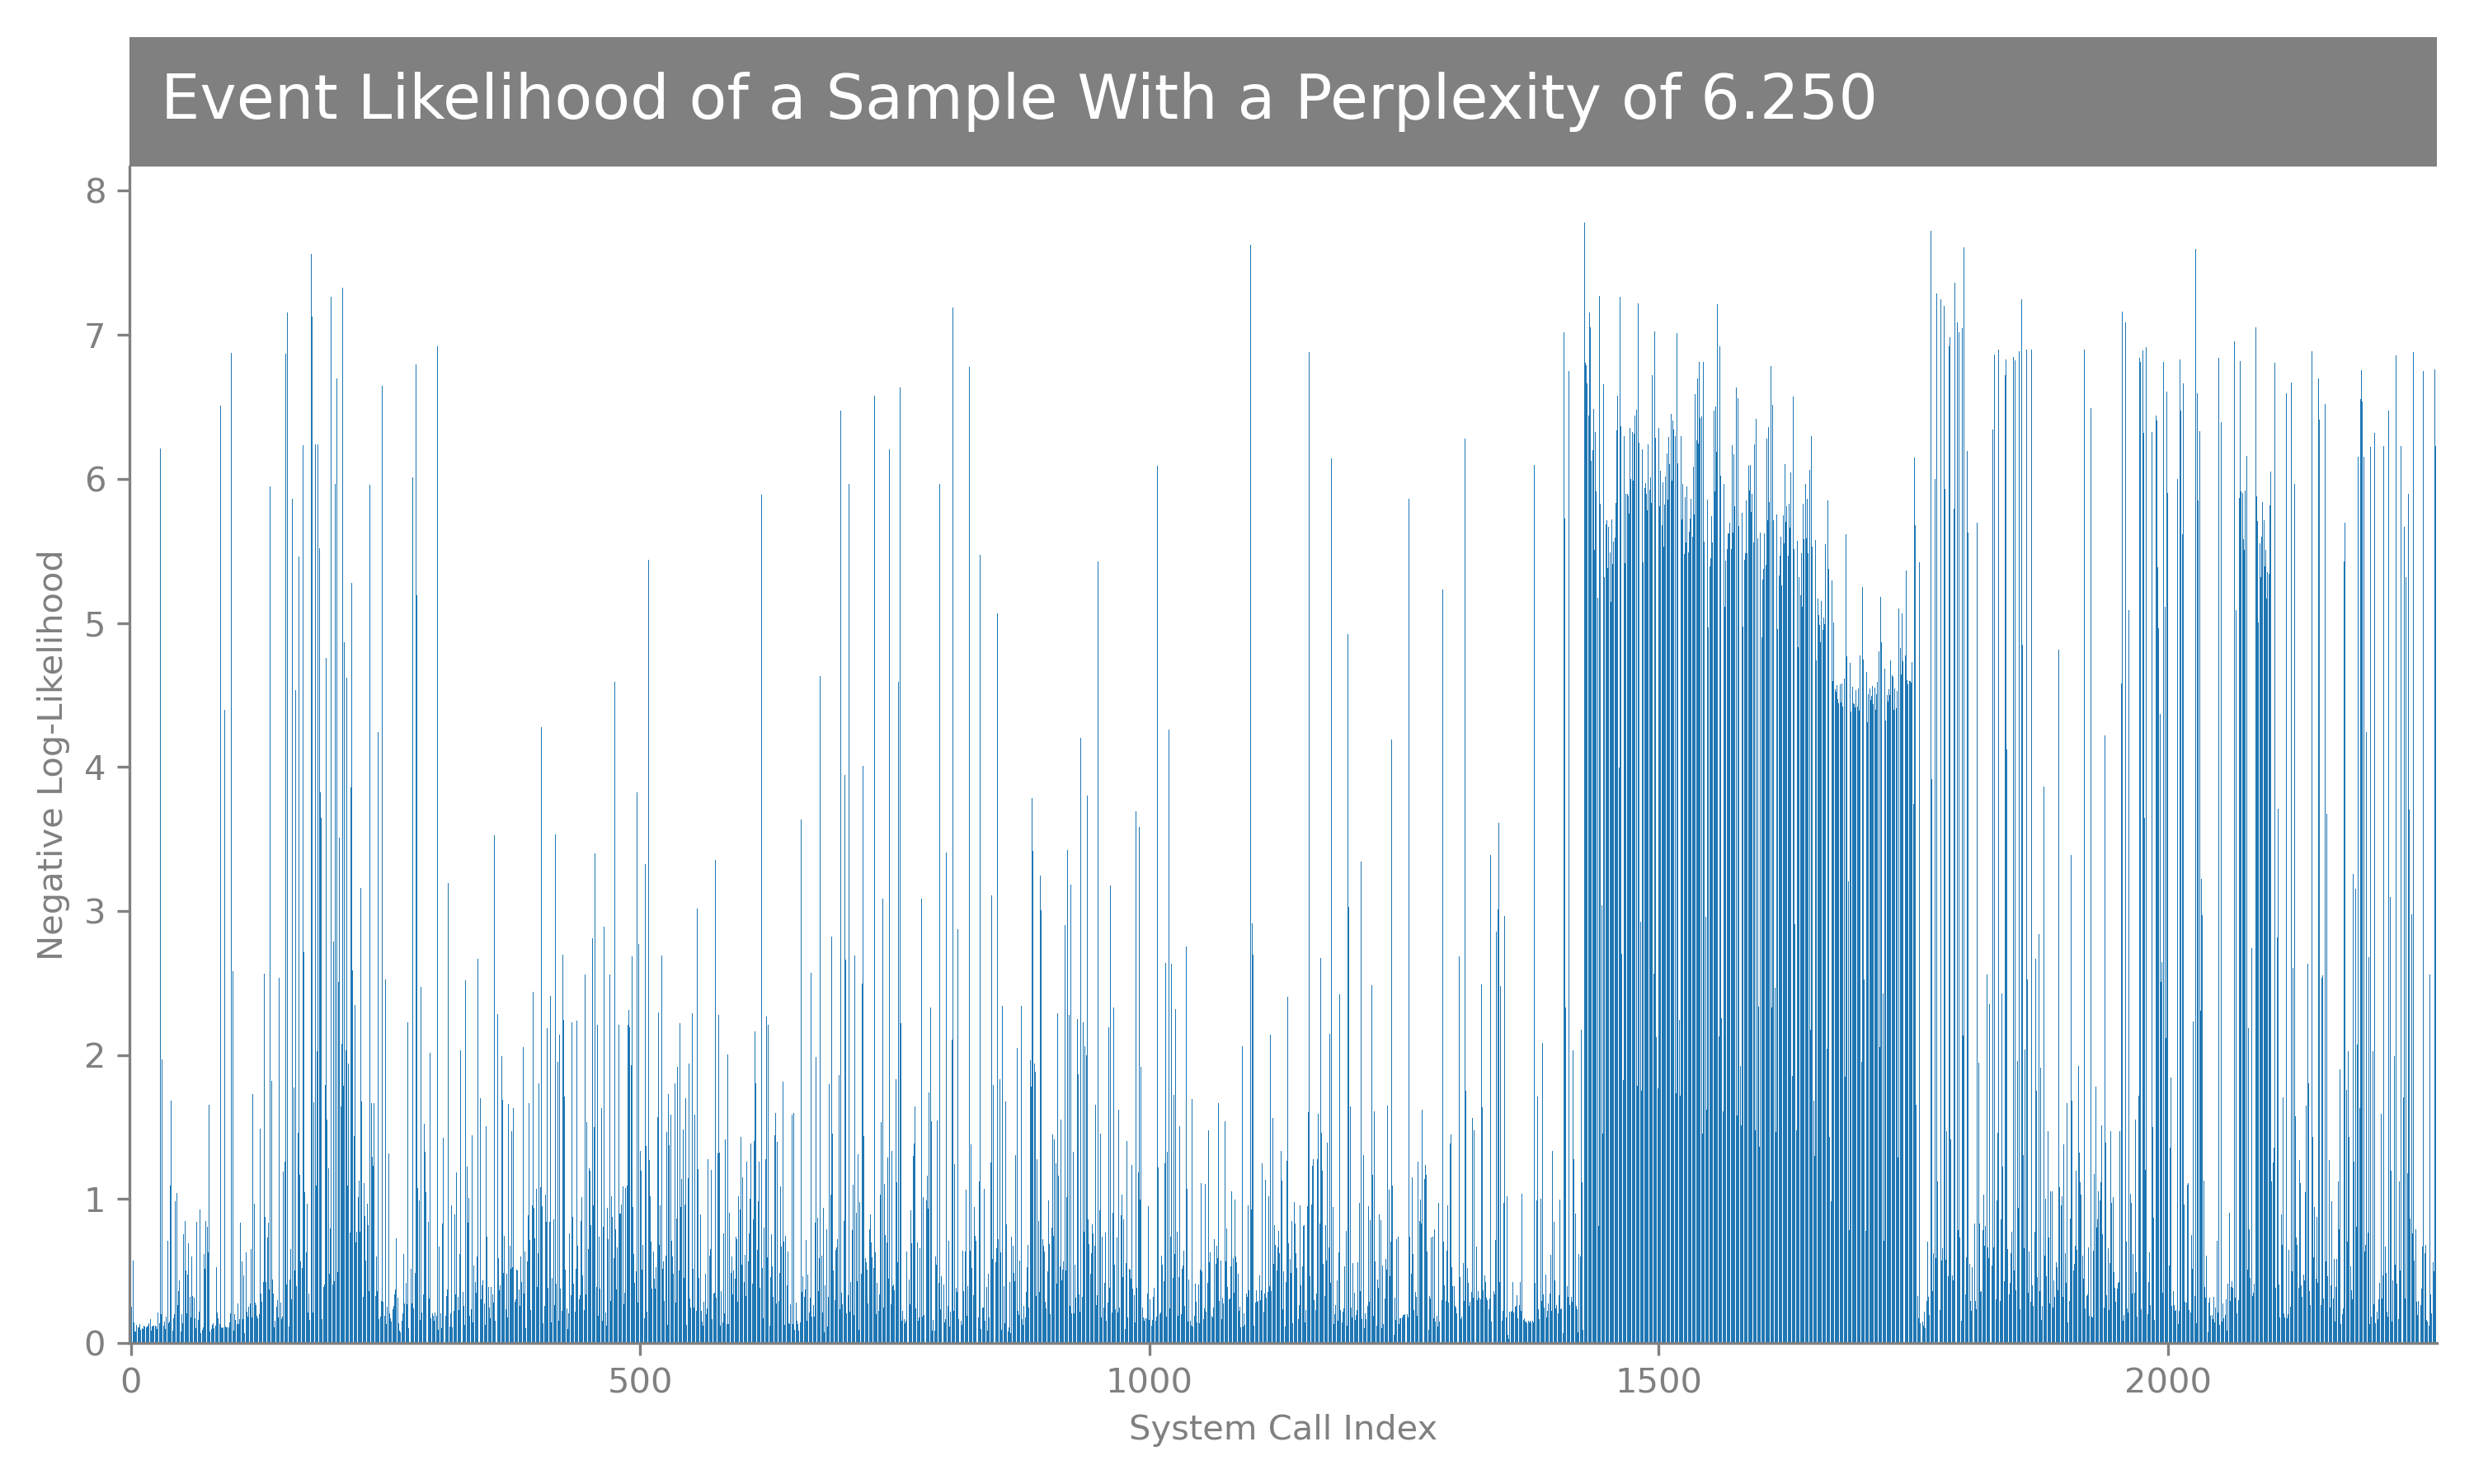 Event Likelihood of a Sample With a Perplexity of 6.250
8
7
6
5
4
3
2
1
0
Negative Log-Likelihood
0 500 1000 1500 2000
System Call Index